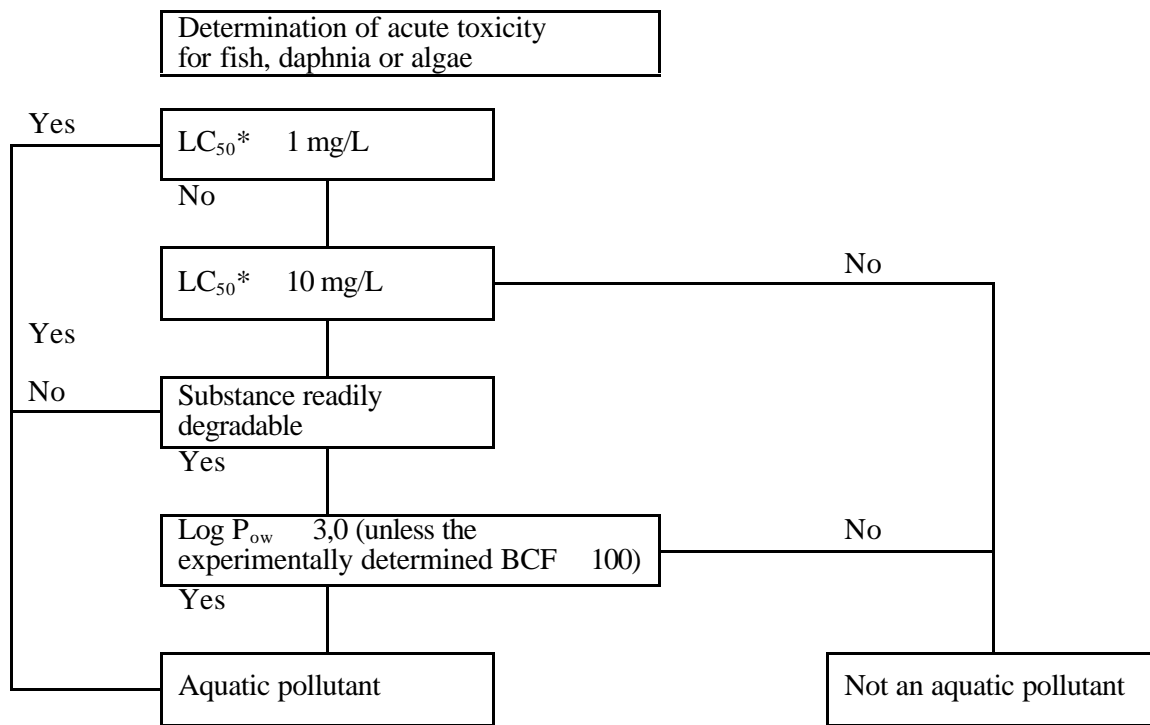 Determination of acute toxicity
for fish, daphnia or algae
Yes
LC₅₀* 1 mg/L
No
LC₅₀* 10 mg/L
No
Yes
No
Substance readily
degradable
Yes
Log Pₒw 3,0 (unless the
experimentally determined BCF 100)
No
Yes
Aquatic pollutant
Not an aquatic pollutant